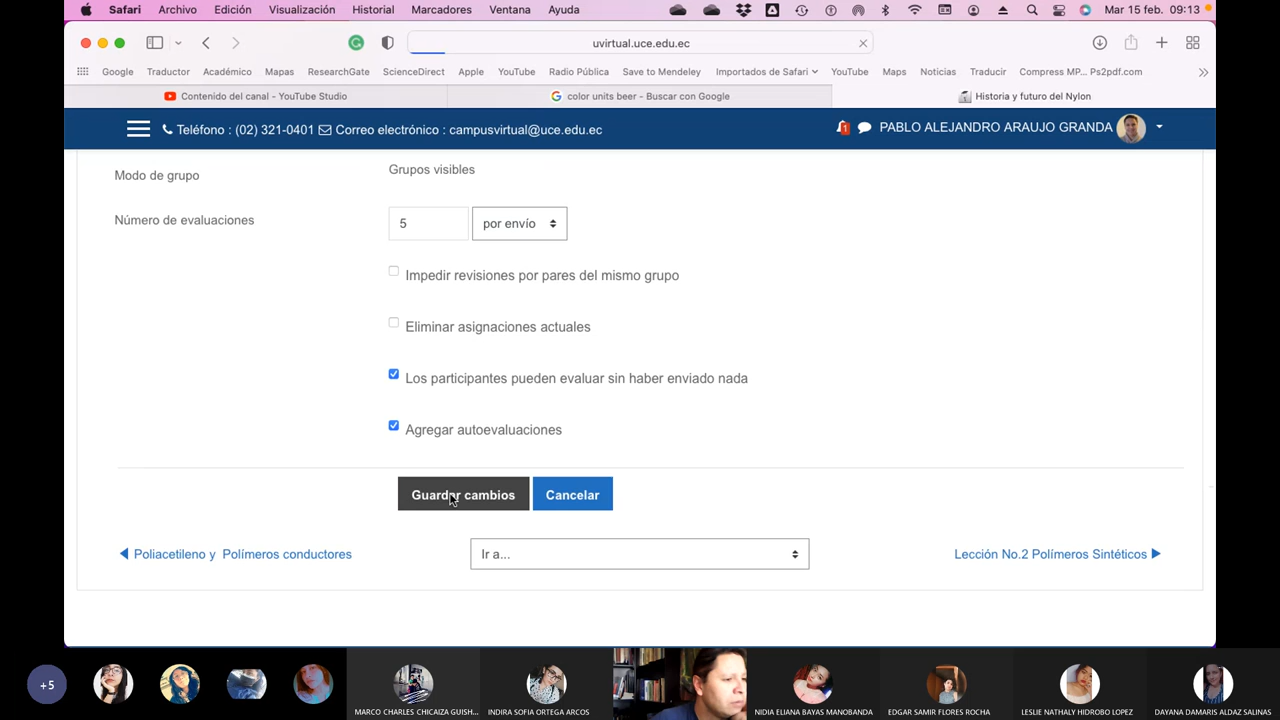 Safari Archivo Edición Visualización Historial Marcadores Ventana Ayuda Mar 15 feb. 09:13
uvirtual.uce.edu.ec
Google Traductor Académico Mapas ResearchGate ScienceDirect Apple YouTube Radio Pública Save to Mendeley Importados de Safari YouTube Maps Noticias Traducir Compress MP... Ps2pdf.com
Contenido del canal - YouTube Studio color units beer - Buscar con Google Historia y futuro del Nylon
Teléfono : (02) 321-0401 Correo electrónico : campusvirtual@uce.edu.ec 1 PABLO ALEJANDRO ARAUJO GRANDA
Modo de grupo Grupos visibles
Número de evaluaciones 5 por envío
Impedir revisiones por pares del mismo grupo
Eliminar asignaciones actuales
Los participantes pueden evaluar sin haber enviado nada
Agregar autoevaluaciones
Guardar cambios Cancelar
Poliacetileno y Polímeros conductores Ir a... Lección No.2 Polímeros Sintéticos
+5
MARCO CHARLES CHICAIZA GUISH... INDIRA SOFIA ORTEGA ARCOS NIDIA ELIANA BAYAS MANOBANDA EDGAR SAMIR FLORES ROCHA LESLIE NATHALY HIDROBO LOPEZ DAYANA DAMARIS ALDAZ SALINAS